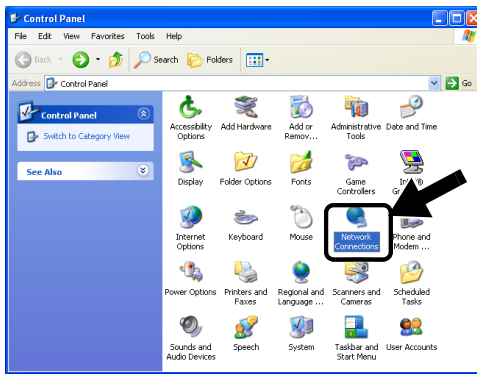 Control Panel
File Edit View Favorites Tools Help
Back Search Folders
Address Control Panel Go
Control Panel
Switch to Category View
See Also
Accessibility Options
Add Hardware
Add or Remov...
Administrative Tools
Date and Time
Display
Folder Options
Fonts
Game Controllers
Internet Options
Keyboard
Mouse
Network Connections
Phone and Modem ...
Power Options
Printers and Faxes
Regional and Language ...
Scanners and Cameras
Scheduled Tasks
Sounds and Audio Devices
Speech
System
Taskbar and Start Menu
User Accounts